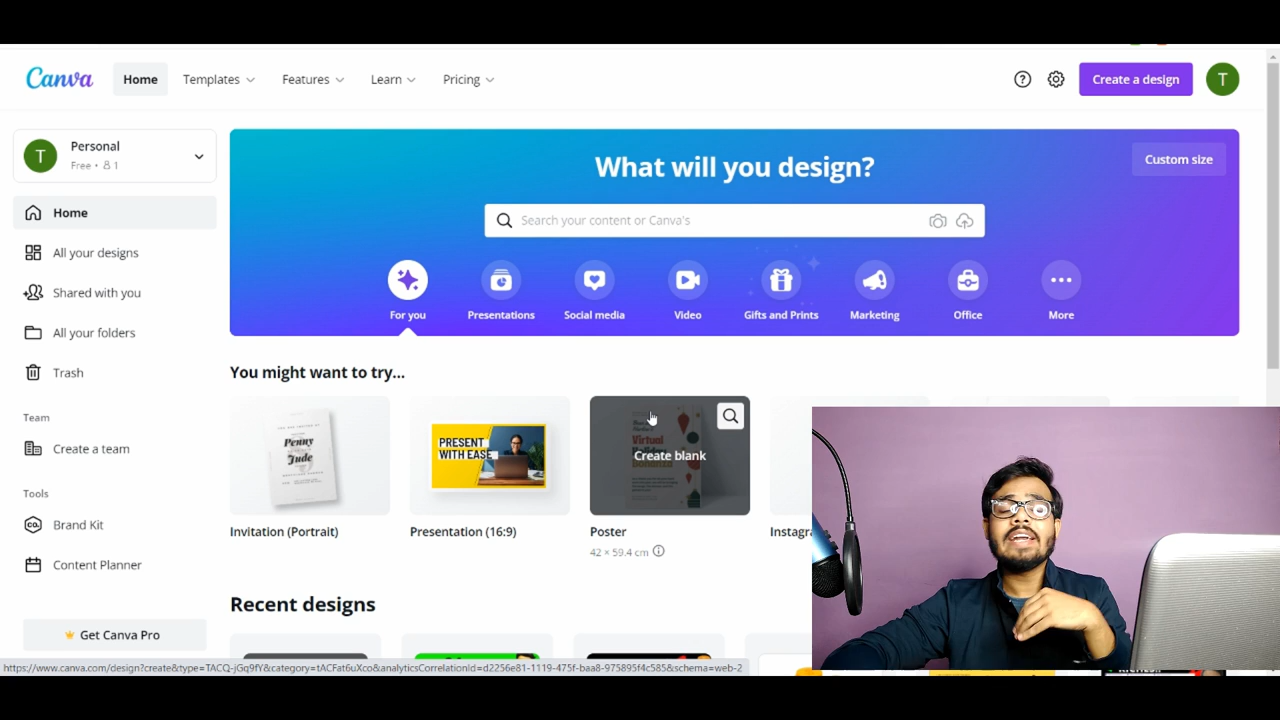 Canva
Home
Templates
Features
Learn
Pricing
Create a design
T
T
Personal
Free • 1
Home
All your designs
Shared with you
All your folders
Trash
Team
Create a team
Tools
CO.
Brand Kit
Content Planner
Get Canva Pro
What will you design?
Custom size
Search your content or Canva's
For you
Presentations
Social media
Video
Gifts and Prints
Marketing
Office
More
You might want to try...
Penny
Jude
PRESENT
WITH EASE
Virtual
Create blank
Invitation (Portrait)
Presentation (16:9)
Poster
42 × 59.4 cm
Recent designs
https://www.canva.com/design?create&type=TACQ-jGq9fY&category=tACFat6uXco&analyticsCorrelationId=d2256e81-1119-475f-baa8-975895f4c585&schema=web-2